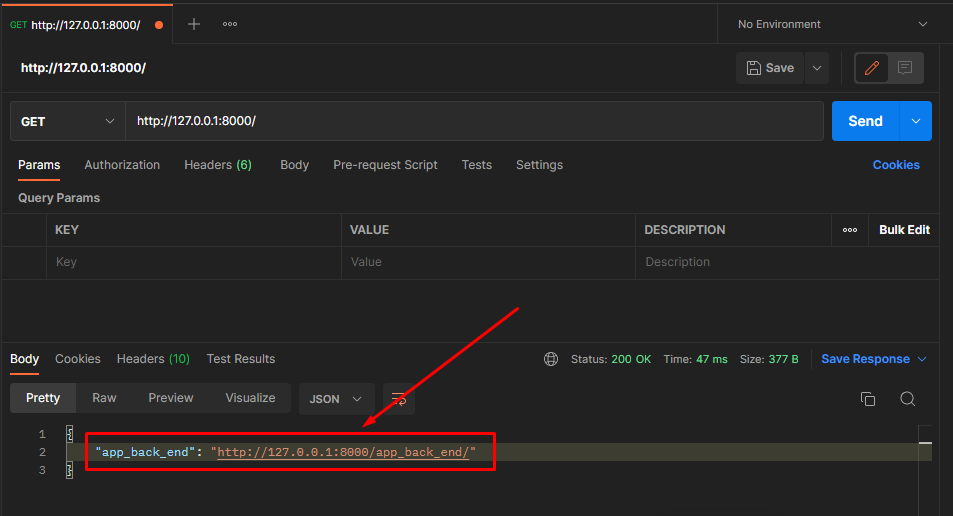 GET http://127.0.0.1:8000/
No Environment
http://127.0.0.1:8000/
Save
GET http://127.0.0.1:8000/ Send
Params Authorization Headers (6) Body Pre-request Script Tests Settings Cookies
Query Params
KEY VALUE DESCRIPTION Bulk Edit
Key Value Description
Body Cookies Headers (10) Test Results Status: 200 OK Time: 47 ms Size: 377 B Save Response
Pretty Raw Preview Visualize JSON
1 {
2 "app_back_end": "http://127.0.0.1:8000/app_back_end/"
3 }